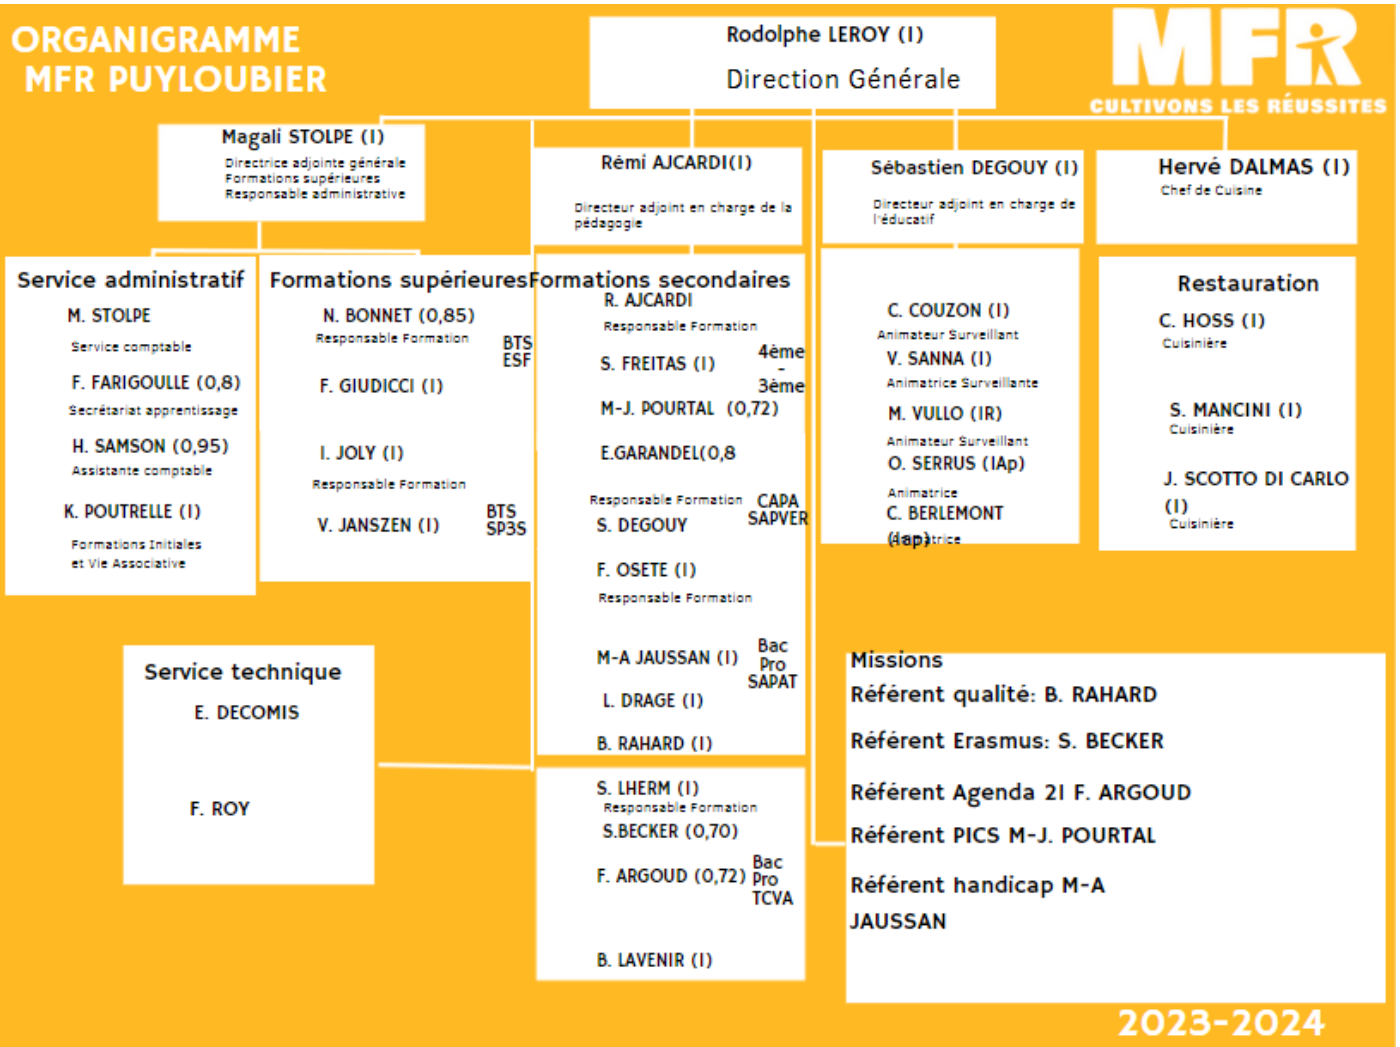 ORGANIGRAMME
MFR PUYLOUBIER
Rodolphe LEROY (I)
Direction Générale
MFR
CULTIVONS LES RÉUSSITES
Magali STOLPE (I)
Directrice adjointe générale
Formations supérieures
Responsable administrative
Rémi AJCARDI(I)
Directeur adjoint en charge de la
pédagogie
Sébastien DEGOUY (I)
Directeur adjoint en charge de
l'éducatif
Hervé DALMAS (I)
Chef de Cuisine
Service administratif
M. STOLPE
Service comptable
F. FARIGOULLE (0,8)
Secrétariat apprentissage
H. SAMSON (0,95)
Assistante comptable
K. POUTRELLE (I)
Formations Initiales
et Vie Associative
Formations supérieures
N. BONNET (0,85)
Responsable Formation
BTS
ESF
F. GIUDICCI (I)
I. JOLY (I)
Responsable Formation
V. JANSZEN (I)
BTS
SP3S
Formations secondaires
R. AJCARDI
Responsable Formation
S. FREITAS (I)
4ème
-
3ème
M-J. POURTAL (0,72)
E.GARANDEL(0,8
Responsable Formation
CAPA
SAPVER
S. DEGOUY
F. OSETE (I)
Responsable Formation
M-A JAUSSAN (I)
Bac
Pro
SAPAT
L. DRAGE (I)
B. RAHARD (I)
S. LHERM (I)
Responsable Formation
S.BECKER (0,70)
F. ARGOUD (0,72)
Bac
Pro
TCVA
B. LAVENIR (I)
C. COUZON (I)
Animateur Surveillant
V. SANNA (I)
Animatrice Surveillante
M. VULLO (IR)
Animateur Surveillant
O. SERRUS (IAp)
Animatrice
C. BERLEMONT
(Iap)
Animatrice
Restauration
C. HOSS (I)
Cuisinière
S. MANCINI (I)
Cuisinière
J. SCOTTO DI CARLO
(I)
Cuisinière
Service technique
E. DECOMIS
F. ROY
Missions
Référent qualité: B. RAHARD
Référent Erasmus: S. BECKER
Référent Agenda 21 F. ARGOUD
Référent PICS M-J. POURTAL
Référent handicap M-A
JAUSSAN
2023-2024